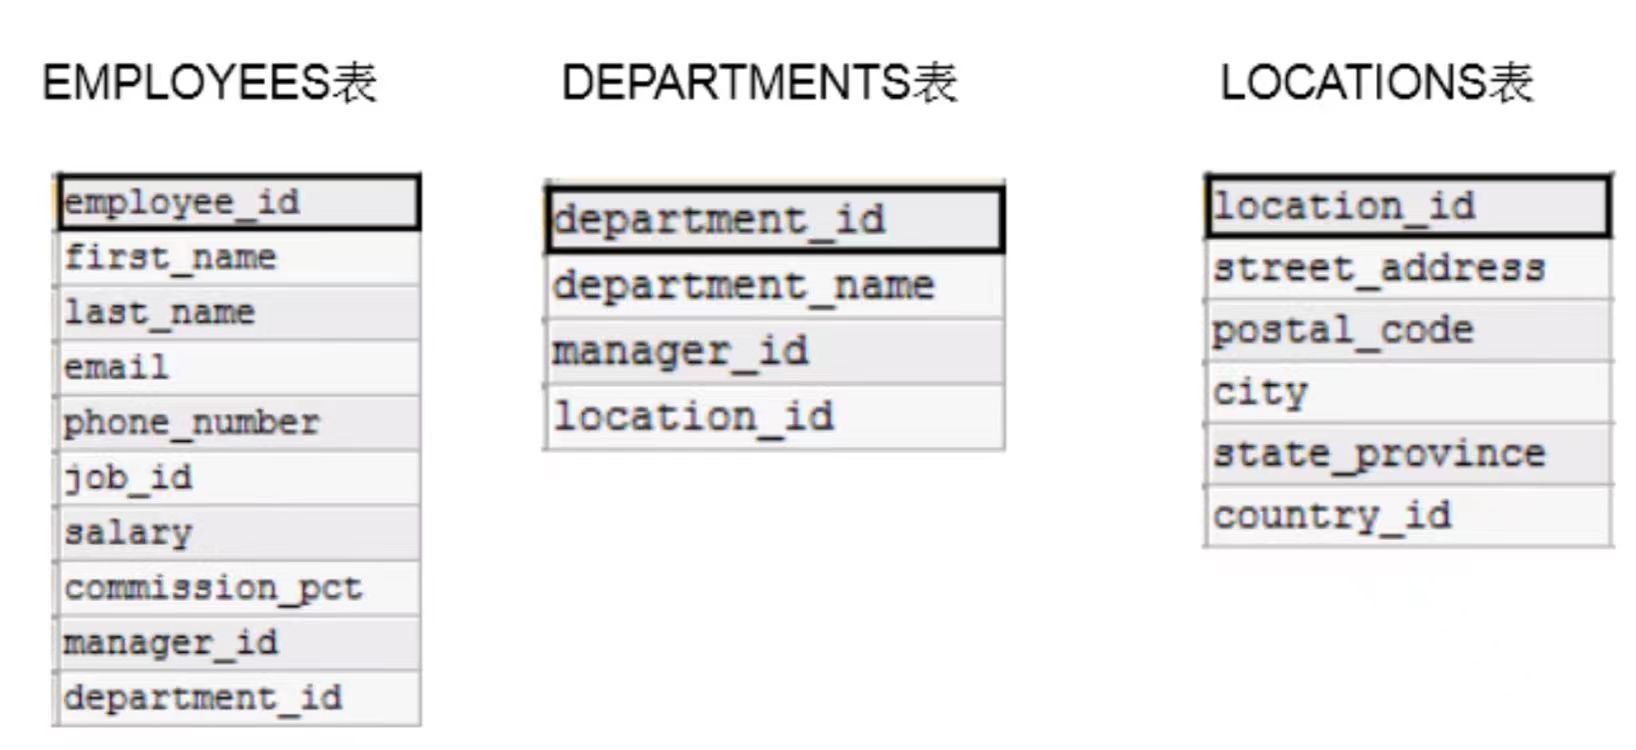 EMPLOYEES表
employee_id
first_name
last_name
email
phone_number
job_id
salary
commission_pct
manager_id
department_id
DEPARTMENTS表
department_id
department_name
manager_id
location_id
LOCATIONS表
location_id
street_address
postal_code
city
state_province
country_id